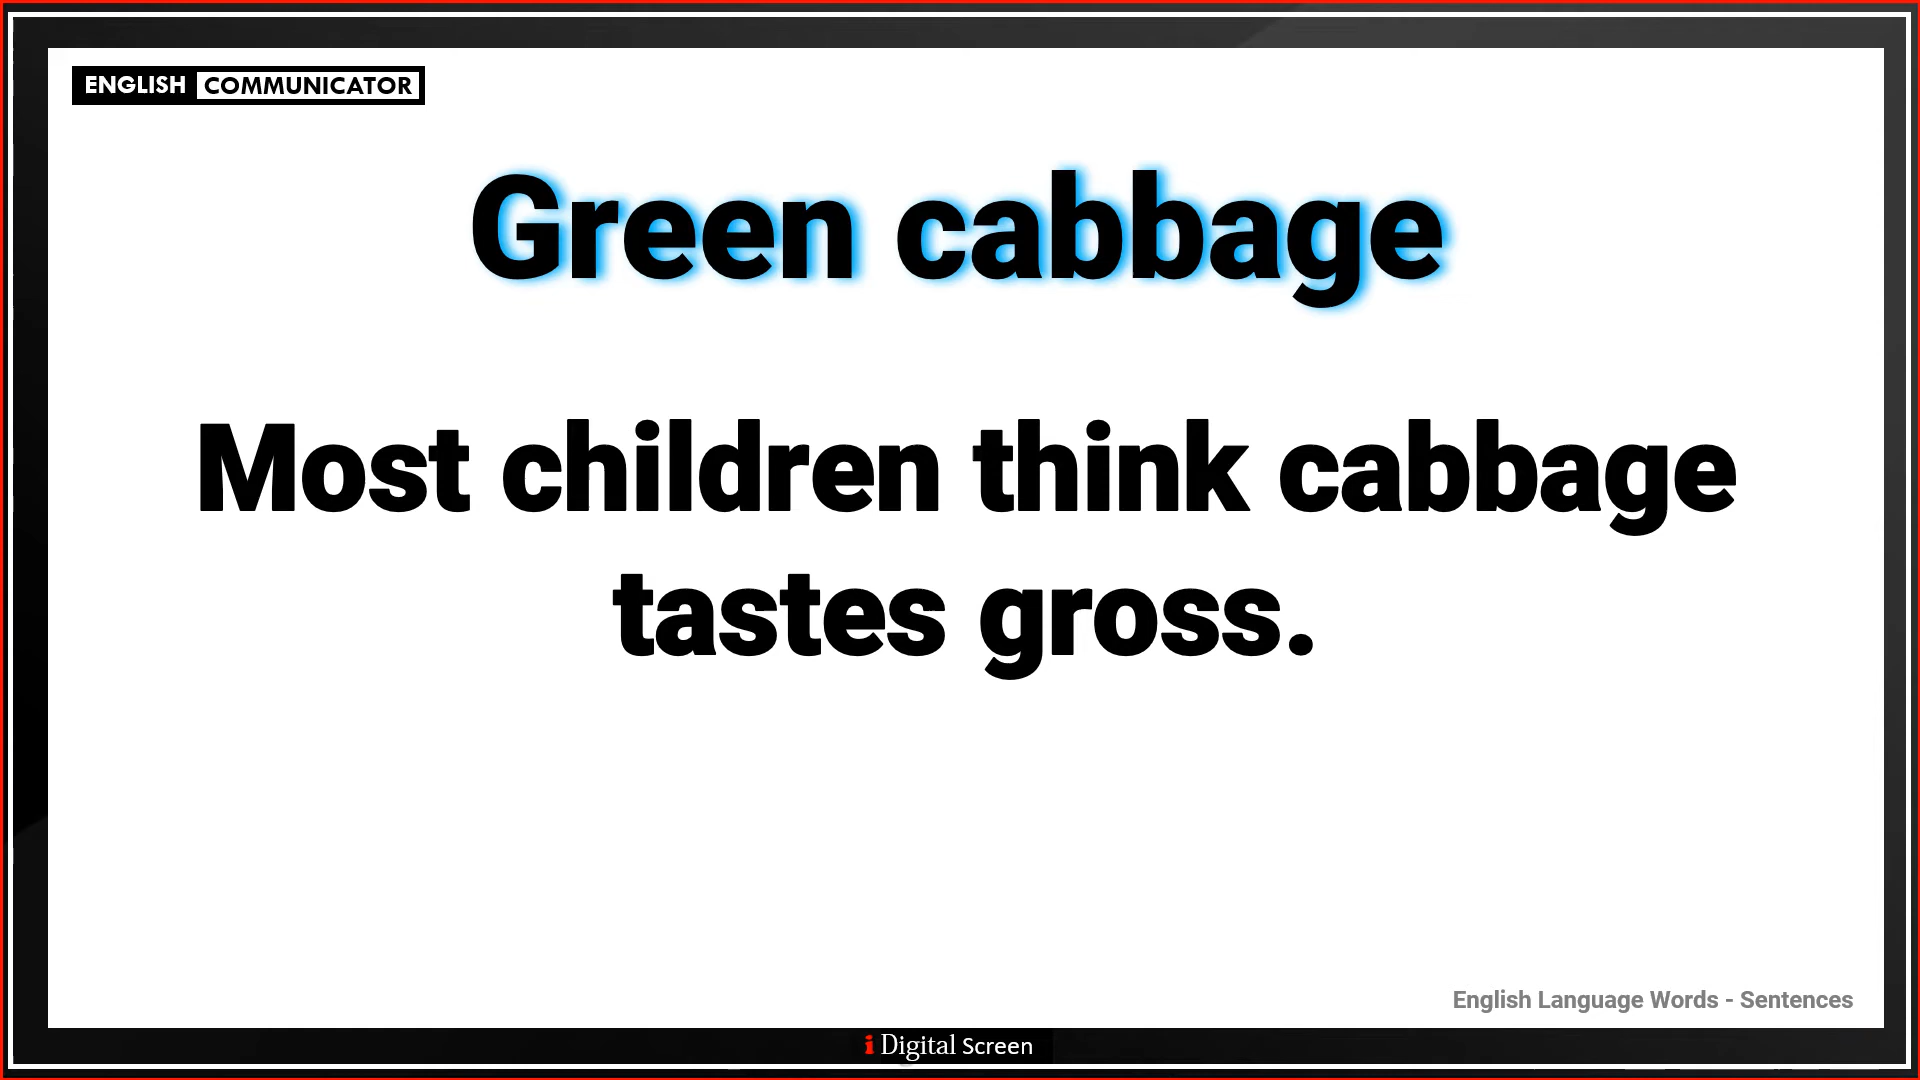 ENGLISH COMMUNICATOR
Green cabbage
Most children think cabbage
tastes gross.
English Language Words - Sentences
i Digital Screen